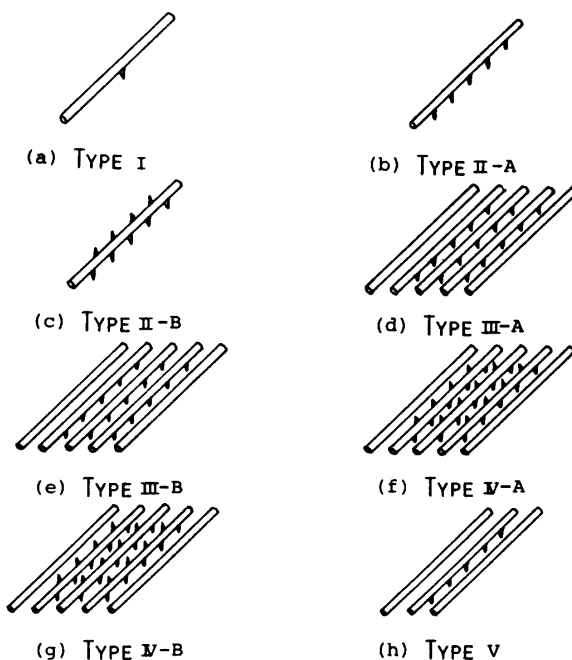 (a) TYPE I
(b) TYPE II-A
(c) TYPE II-B
(d) TYPE III-A
(e) TYPE III-B
(f) TYPE IV-A
(g) TYPE IV-B
(h) TYPE V